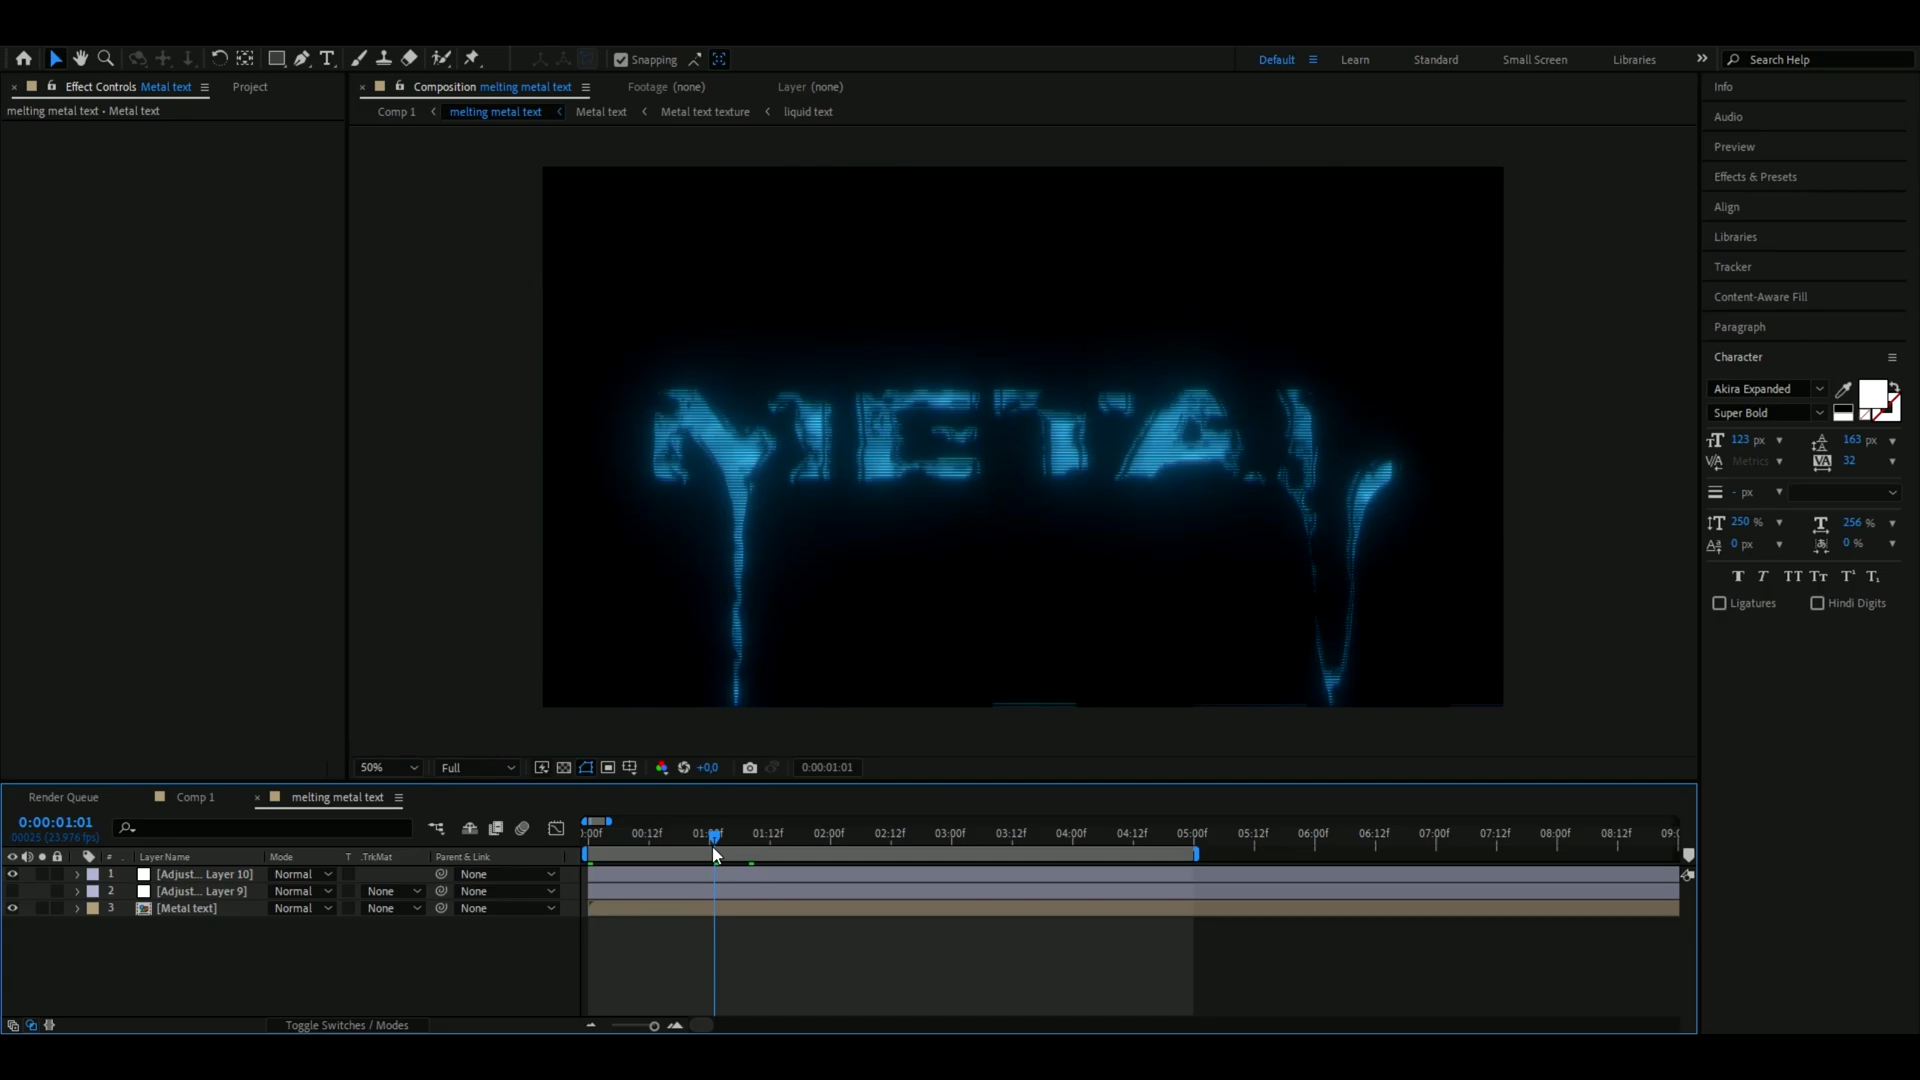 Snapping
Default
Learn
Standard
Small Screen
Libraries
Search Help
Effect Controls Metal text
Project
Composition melting metal text
Footage (none)
Layer (none)
Info
melting metal text • Metal text
Comp 1
melting metal text
Metal text
Metal text texture
liquid text
Audio
Preview
Effects & Presets
Align
Libraries
Tracker
Content-Aware Fill
Paragraph
Character
Akira Expanded
Super Bold
123 px
163 px
Metrics
32
- px
250 %
256 %
0 px
0 %
Ligatures
Hindi Digits
METAL
50%
Full
+0,0
0:00:01:01
Render Queue
Comp 1
melting metal text
0:00:01:01
00025 (23.976 fps)
:00f
00:12f
01:00f
01:12f
02:00f
02:12f
03:00f
03:12f
04:00f
04:12f
05:00f
05:12f
06:00f
06:12f
07:00f
07:12f
08:00f
08:12f
09:0
# Layer Name Mode T .TrkMat Parent & Link
1 [Adjust... Layer 10] Normal None
2 [Adjust... Layer 9] Normal None None
3 [Metal text] Normal None None
Toggle Switches / Modes